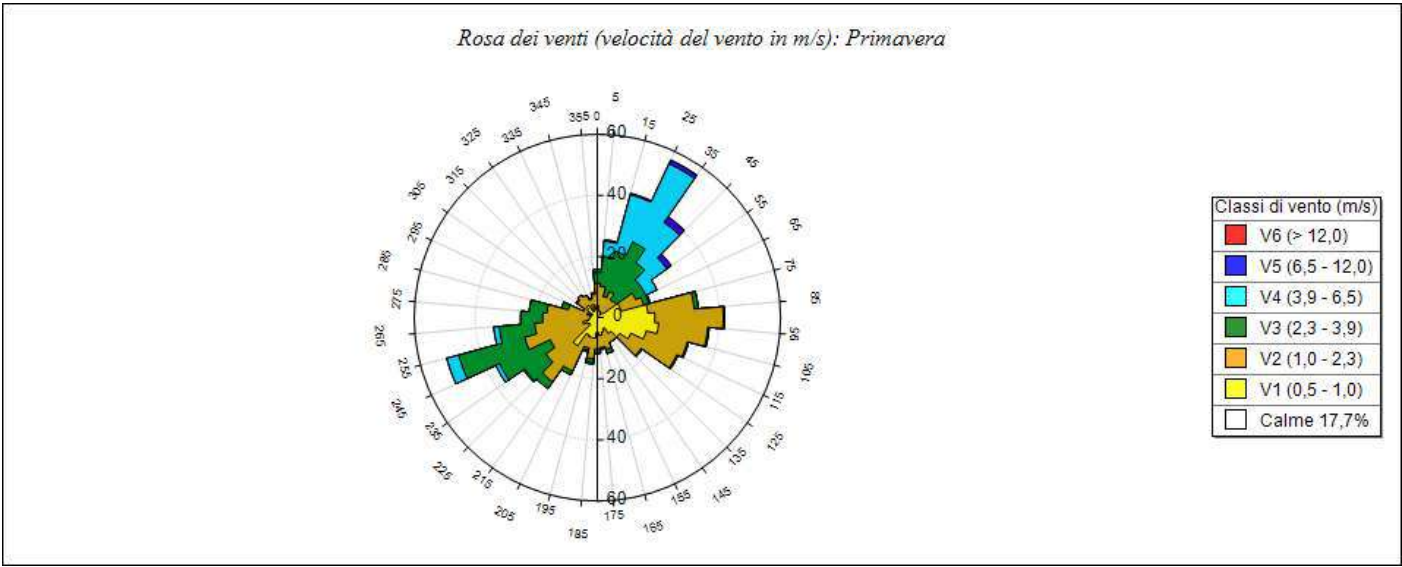 Rosa dei venti (velocità del vento in m/s): Primavera
355 0 5 15 25 35 45 55 65 75 85 95 105 115 125 135 145 155 165 175 185 195 205 215 225 235 245 255 265 275 285 295 305 315 325 335 345
60
40
20
0
20
40
60
Classi di vento (m/s)
V6 (> 12,0)
V5 (6,5 - 12,0)
V4 (3,9 - 6,5)
V3 (2,3 - 3,9)
V2 (1,0 - 2,3)
V1 (0,5 - 1,0)
Calme 17,7%